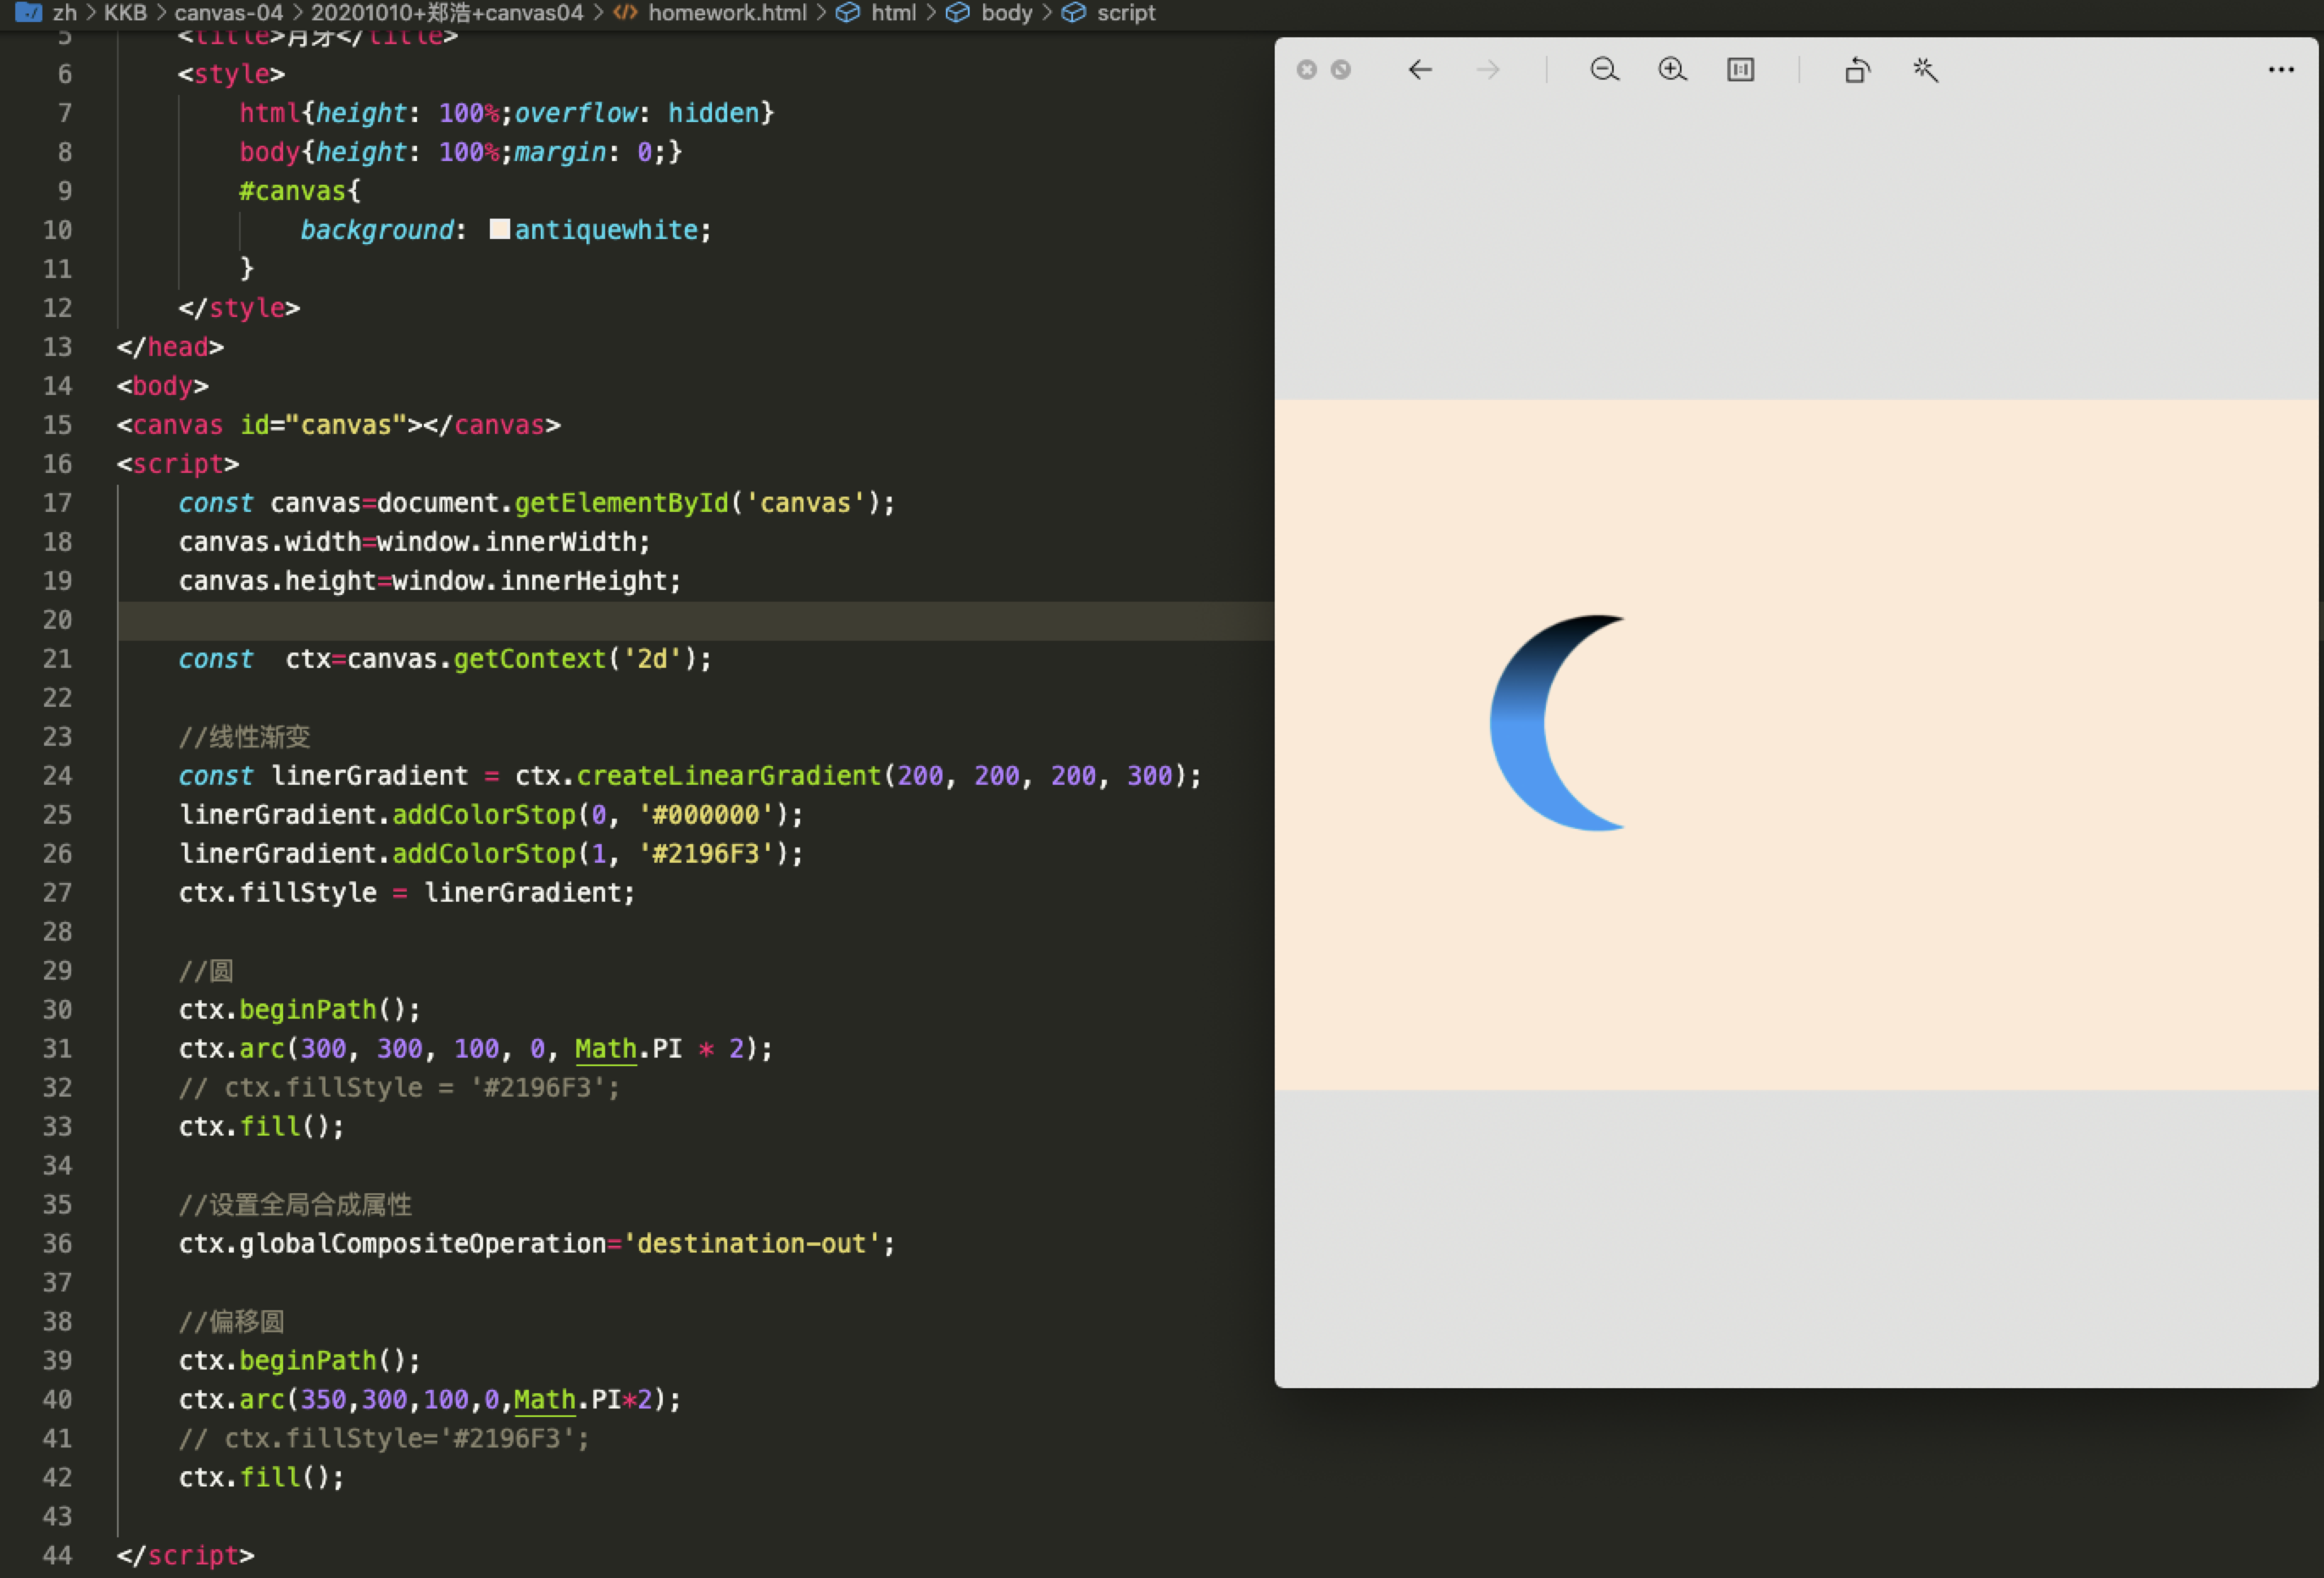 zh > KKB > canvas-04 > 20201010+郑浩+canvas04 > homework.html > html > body > script
5 <title>月牙</title>
6 <style>
7 html{height: 100%;overflow: hidden}
8 body{height: 100%;margin: 0;}
9 #canvas{
10 background: antiquewhite;
11 }
12 </style>
13 </head>
14 <body>
15 <canvas id="canvas"></canvas>
16 <script>
17 const canvas=document.getElementById('canvas');
18 canvas.width=window.innerWidth;
19 canvas.height=window.innerHeight;
20
21 const  ctx=canvas.getContext('2d');
22
23 //线性渐变
24 const linerGradient = ctx.createLinearGradient(200, 200, 200, 300);
25 linerGradient.addColorStop(0, '#000000');
26 linerGradient.addColorStop(1, '#2196F3');
27 ctx.fillStyle = linerGradient;
28
29 //圆
30 ctx.beginPath();
31 ctx.arc(300, 300, 100, 0, Math.PI * 2);
32 // ctx.fillStyle = '#2196F3';
33 ctx.fill();
34
35 //设置全局合成属性
36 ctx.globalCompositeOperation='destination-out';
37
38 //偏移圆
39 ctx.beginPath();
40 ctx.arc(350,300,100,0,Math.PI*2);
41 // ctx.fillStyle='#2196F3';
42 ctx.fill();
43
44 </script>